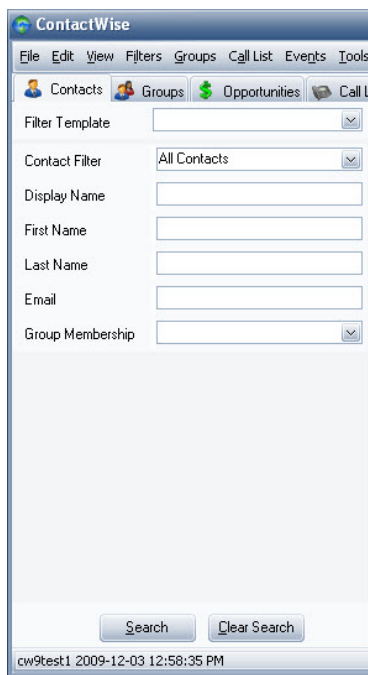 ContactWise
File Edit View Filters Groups Call List Events Tools
Contacts Groups Opportunities Call L
Filter Template
Contact Filter All Contacts
Display Name
First Name
Last Name
Email
Group Membership
Search Clear Search
cw9test1 2009-12-03 12:58:35 PM